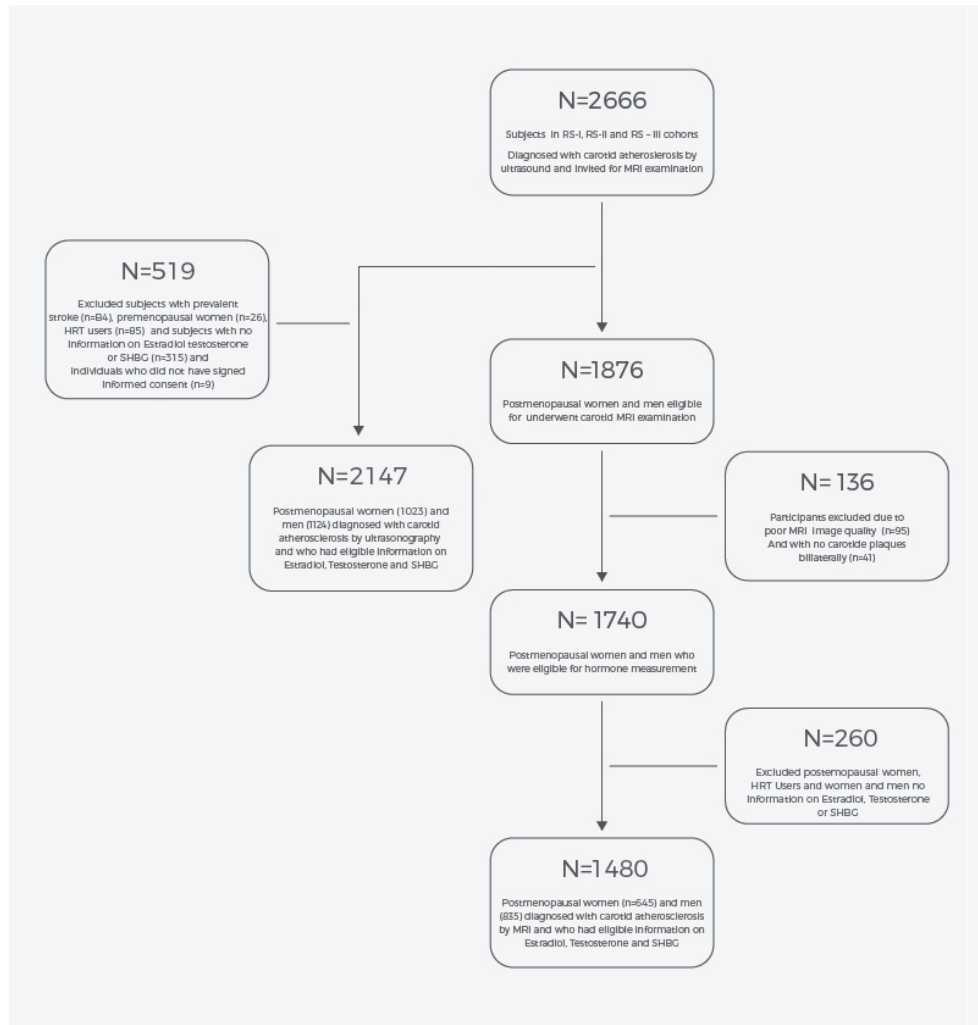 N=2666
Subjects in RS-I, RS-II and RS – III cohorts
Diagnosed with carotid atheroslerosis by
ultrasound and invited for MRI examination
N=519
Excluded subjects with prevalent
stroke (n=84), premenopausal women (n=26),
HRT users (n=85) and subjects with no
information on Estradiol testosterone
or SHBG (n=315) and
individuals who did not have signed
informed consent (n=9)
N=1876
Postmenopausal women and men eligible
for underwent carotid MRI examination
N=2147
Postmenopausal women (1023) and
men (1124) diagnosed with carotid
atherosclerosis by ultrasonography
and who had eligible information on
Estradiol, Testosterone and SHBG
N= 136
Participants excluded due to
poor MRI image quality (n=95)
And with no carotide plaques
billaterally (n=41)
N= 1740
Postmenopausal women and men who
were eligible for hormone measurement
N=260
Excluded postemopausal women,
HRT Users and women and men no
information on Estradiol, Testosterone
or SHBG
N=1480
Postmenopausal women (n=645) and men
(835) diagnosed with carotid atherosclerosis
by MRI and who had eligible information on
Estradiol, Testosterone and SHBG